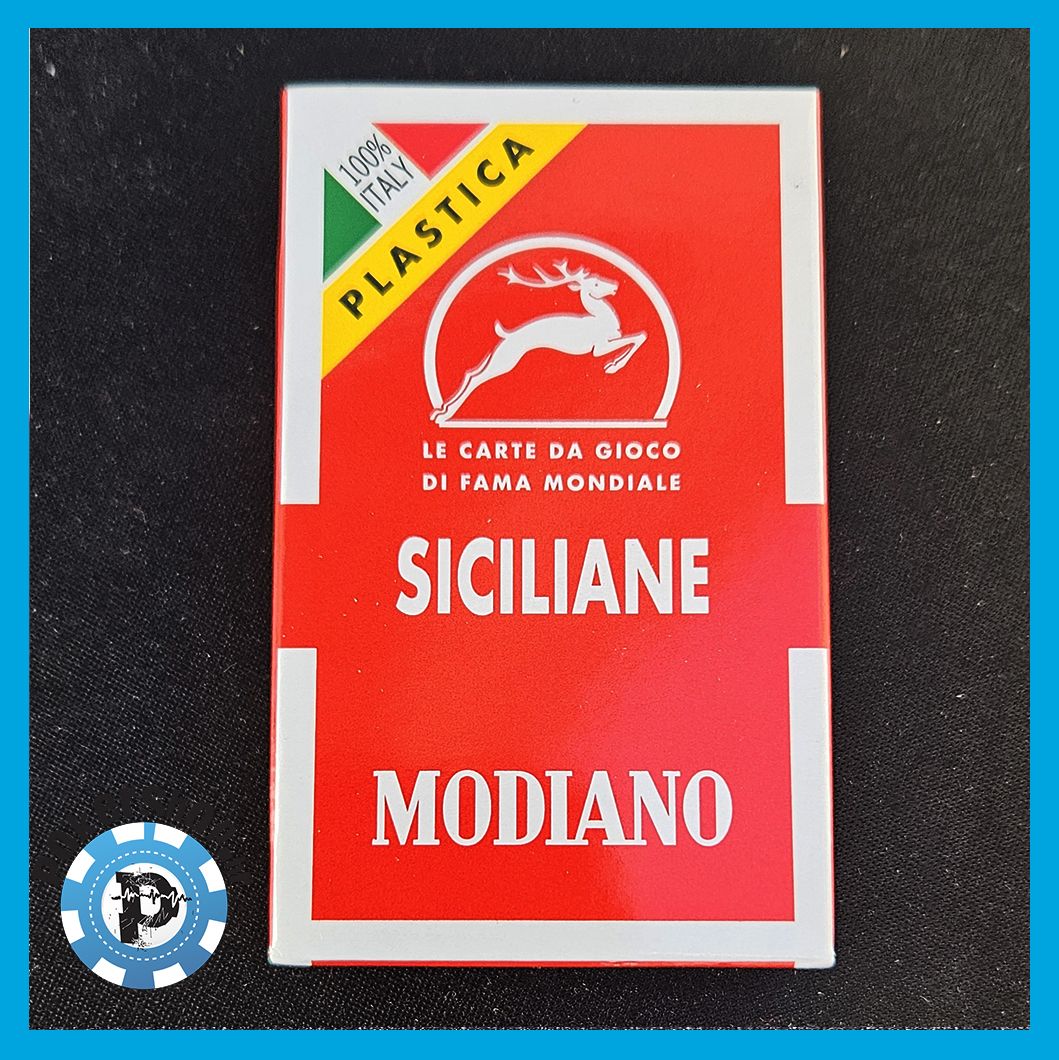 100%
ITALY
PLASTICA
LE CARTE DA GIOCO
DI FAMA MONDIALE
SICILIANE
MODIANO
P